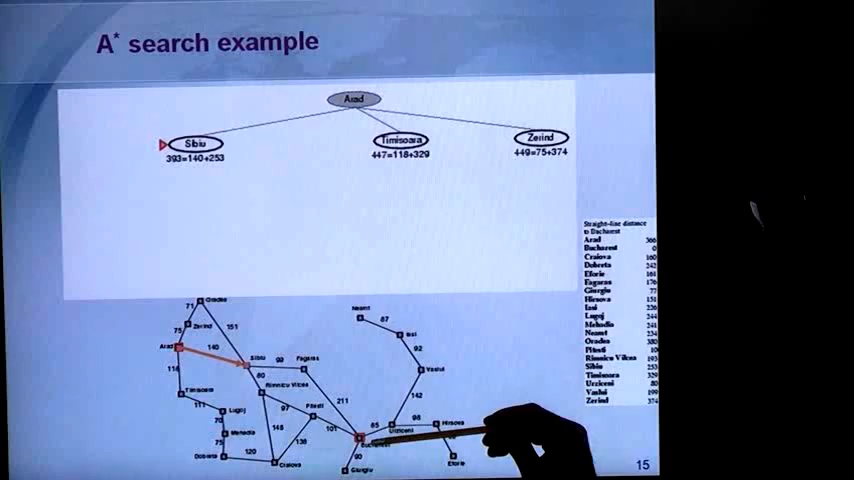 A* search example
Arad
Sibiu
Timisoara
Zerind
393=140+253
447=118+329
449=75+374
Straight-line distance
to Bucharest
Arad 366
Bucharest 0
Craiova 160
Dobreta 242
Eforie 161
Fagaras 176
Giurgiu 77
Hirsova 151
Iasi 226
Lugoj 244
Mehadia 241
Neamt 234
Oradea 380
Pitesti 10
Rimnicu Vilcea 193
Sibiu 253
Timisoara 329
Urziceni 80
Vaslui 199
Zerind 374
Oradea
71
Neamt
87
Zerind
151
75
Iasi
Arad
140
92
Sibiu
99
Fagaras
118
80
Vaslui
Rimnicu Vilcea
Timisoara
142
111
211
Lugoj
97
Pitesti
70
98
Hirsova
85
146
101
Urziceni
Mehadia
75
138
Bucharest
120
90
Dobreta
Craiova
Eforie
Giurgiu
15